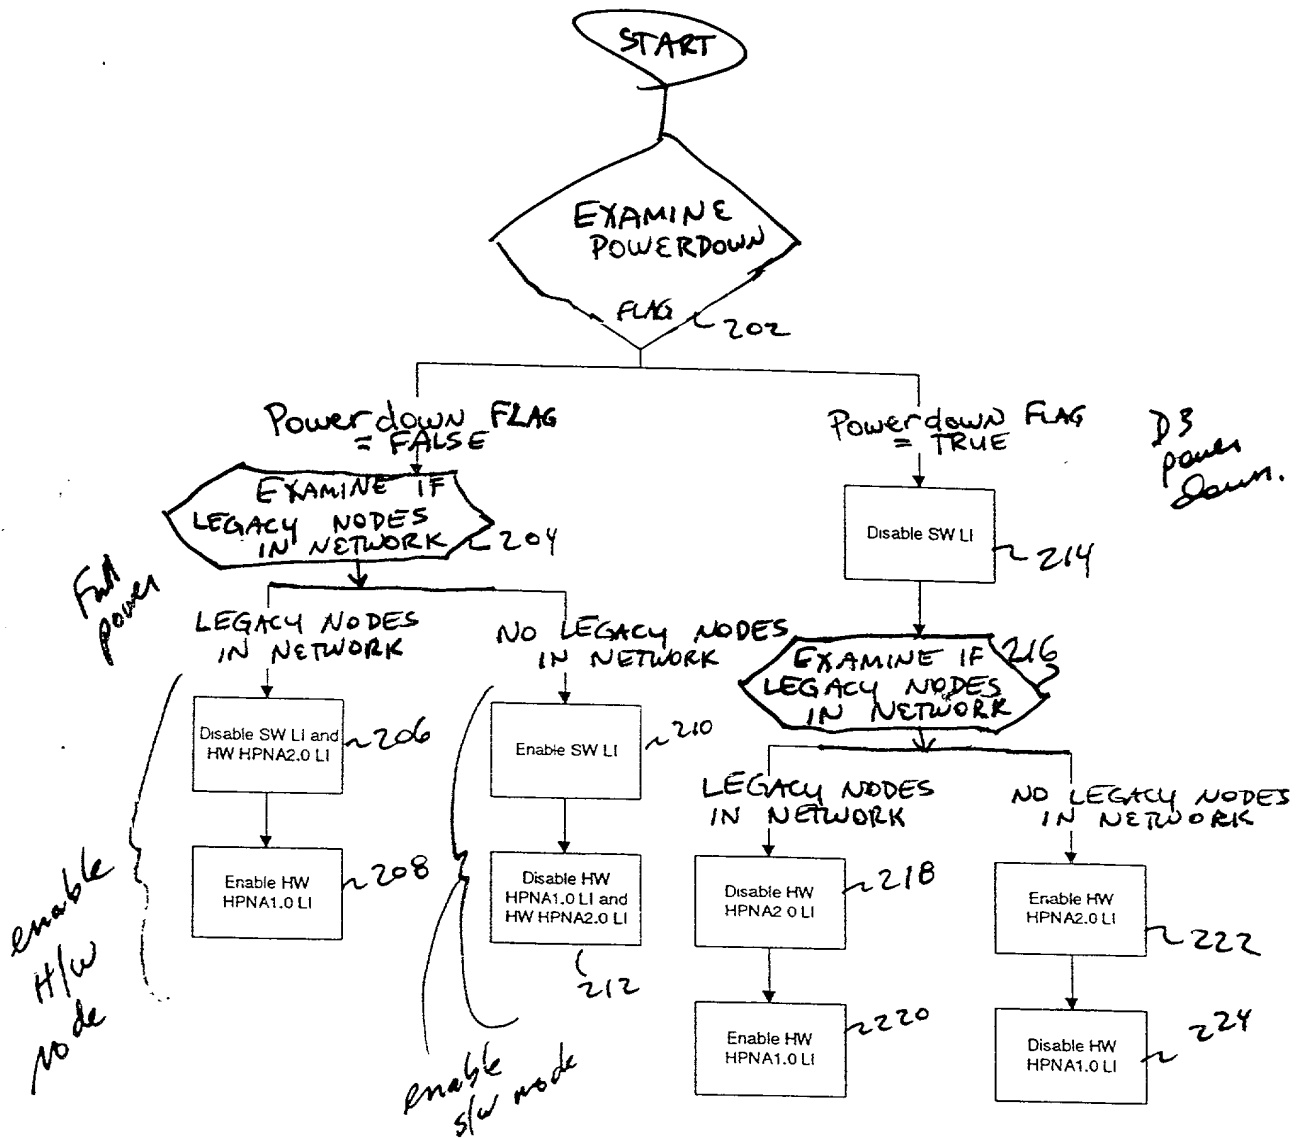 START
EXAMINE
POWERDOWN
FLAG
202
Powerdown FLAG
= FALSE
Powerdown FLAG
= TRUE
D3
power
down.
EXAMINE IF
LEGACY NODES
IN NETWORK
204
Disable SW LI
214
Full
power
LEGACY NODES
IN NETWORK
NO LEGACY NODES
IN NETWORK
EXAMINE IF
LEGACY NODES
IN NETWORK
216
Disable SW LI and
HW HPNA2.0 LI
206
Enable SW LI
210
LEGACY NODES
IN NETWORK
NO LEGACY NODES
IN NETWORK
Enable HW
HPNA1.0 LI
208
Disable HW
HPNA1.0 LI and
HW HPNA2.0 LI
212
Disable HW
HPNA2 0 LI
218
Enable HW
HPNA2.0 LI
222
enable
H/W
node
enable
s/w mode
Enable HW
HPNA1.0 LI
220
Disable HW
HPNA1.0 LI
224